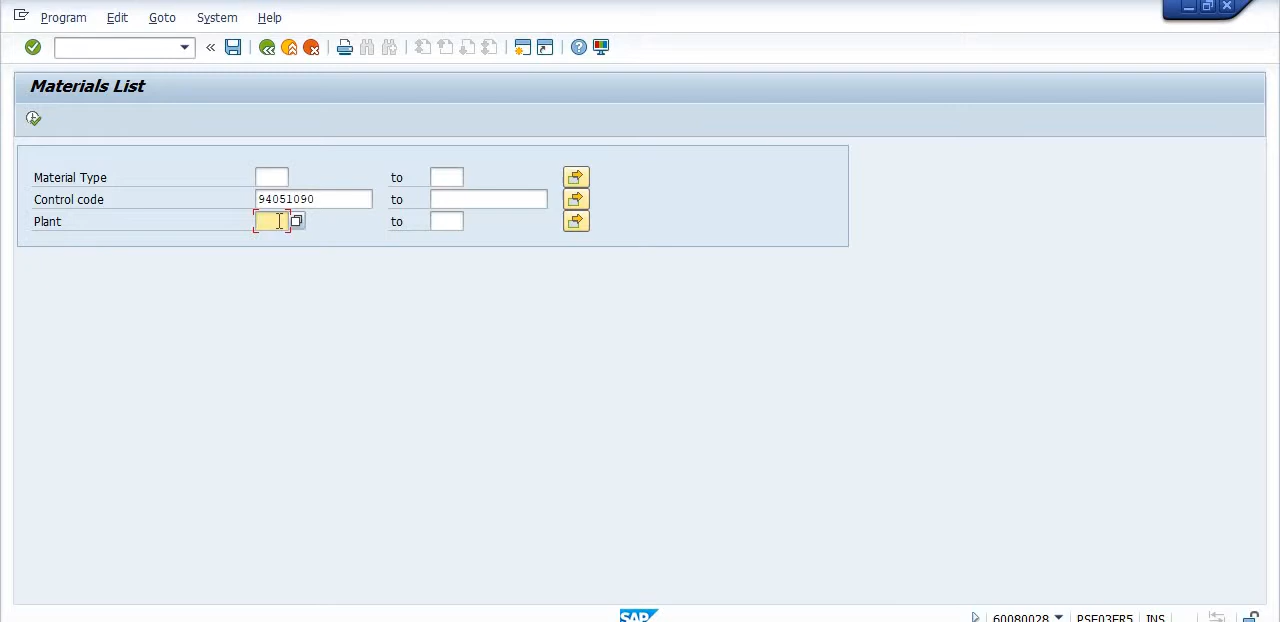 Program Edit Goto System Help
Materials List
Material Type to
Control code 94051090 to
Plant to
SAP 60080028 PSE03ER5 INS